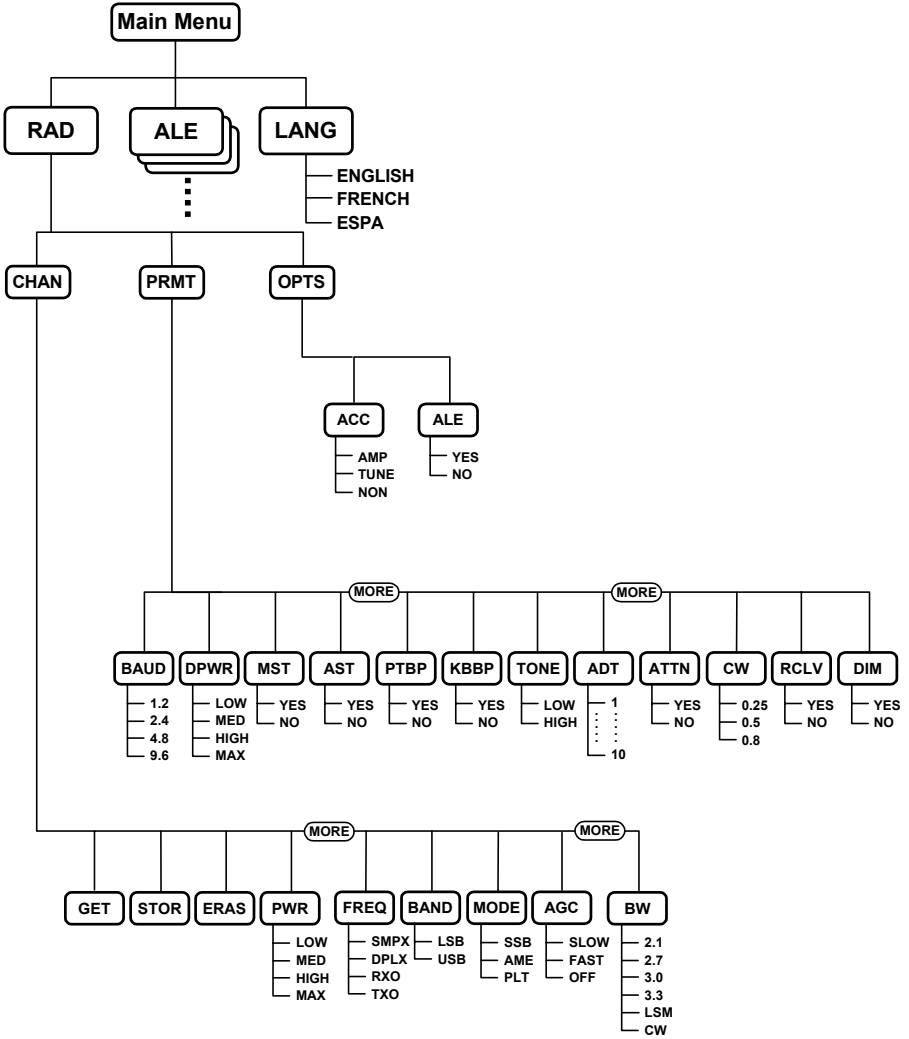 Main Menu
RAD
ALE
LANG
ENGLISH
FRENCH
ESPA
CHAN
PRMT
OPTS
ACC
ALE
AMP
TUNE
NON
YES
NO
MORE
MORE
BAUD
DPWR
MST
AST
PTBP
KBBP
TONE
ADT
ATTN
CW
RCLV
DIM
1.2
2.4
4.8
9.6
LOW
MED
HIGH
MAX
YES
NO
YES
NO
YES
NO
YES
NO
LOW
HIGH
1
10
YES
NO
0.25
0.5
0.8
YES
NO
YES
NO
MORE
MORE
GET
STOR
ERAS
PWR
FREQ
BAND
MODE
AGC
BW
LOW
MED
HIGH
MAX
SMPX
DPLX
RXO
TXO
LSB
USB
SSB
AME
PLT
SLOW
FAST
OFF
2.1
2.7
3.0
3.3
LSM
CW